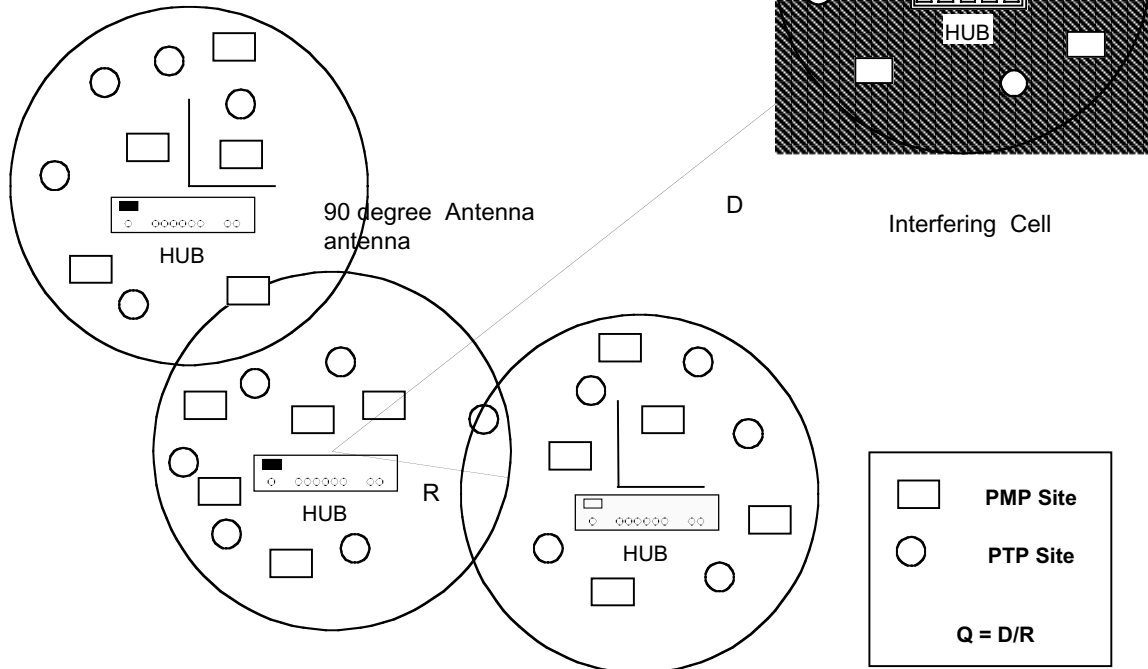 HUB
90 degree Antenna
antenna
HUB
D
Interfering Cell
HUB
R
HUB
PMP Site
PTP Site
Q = D/R